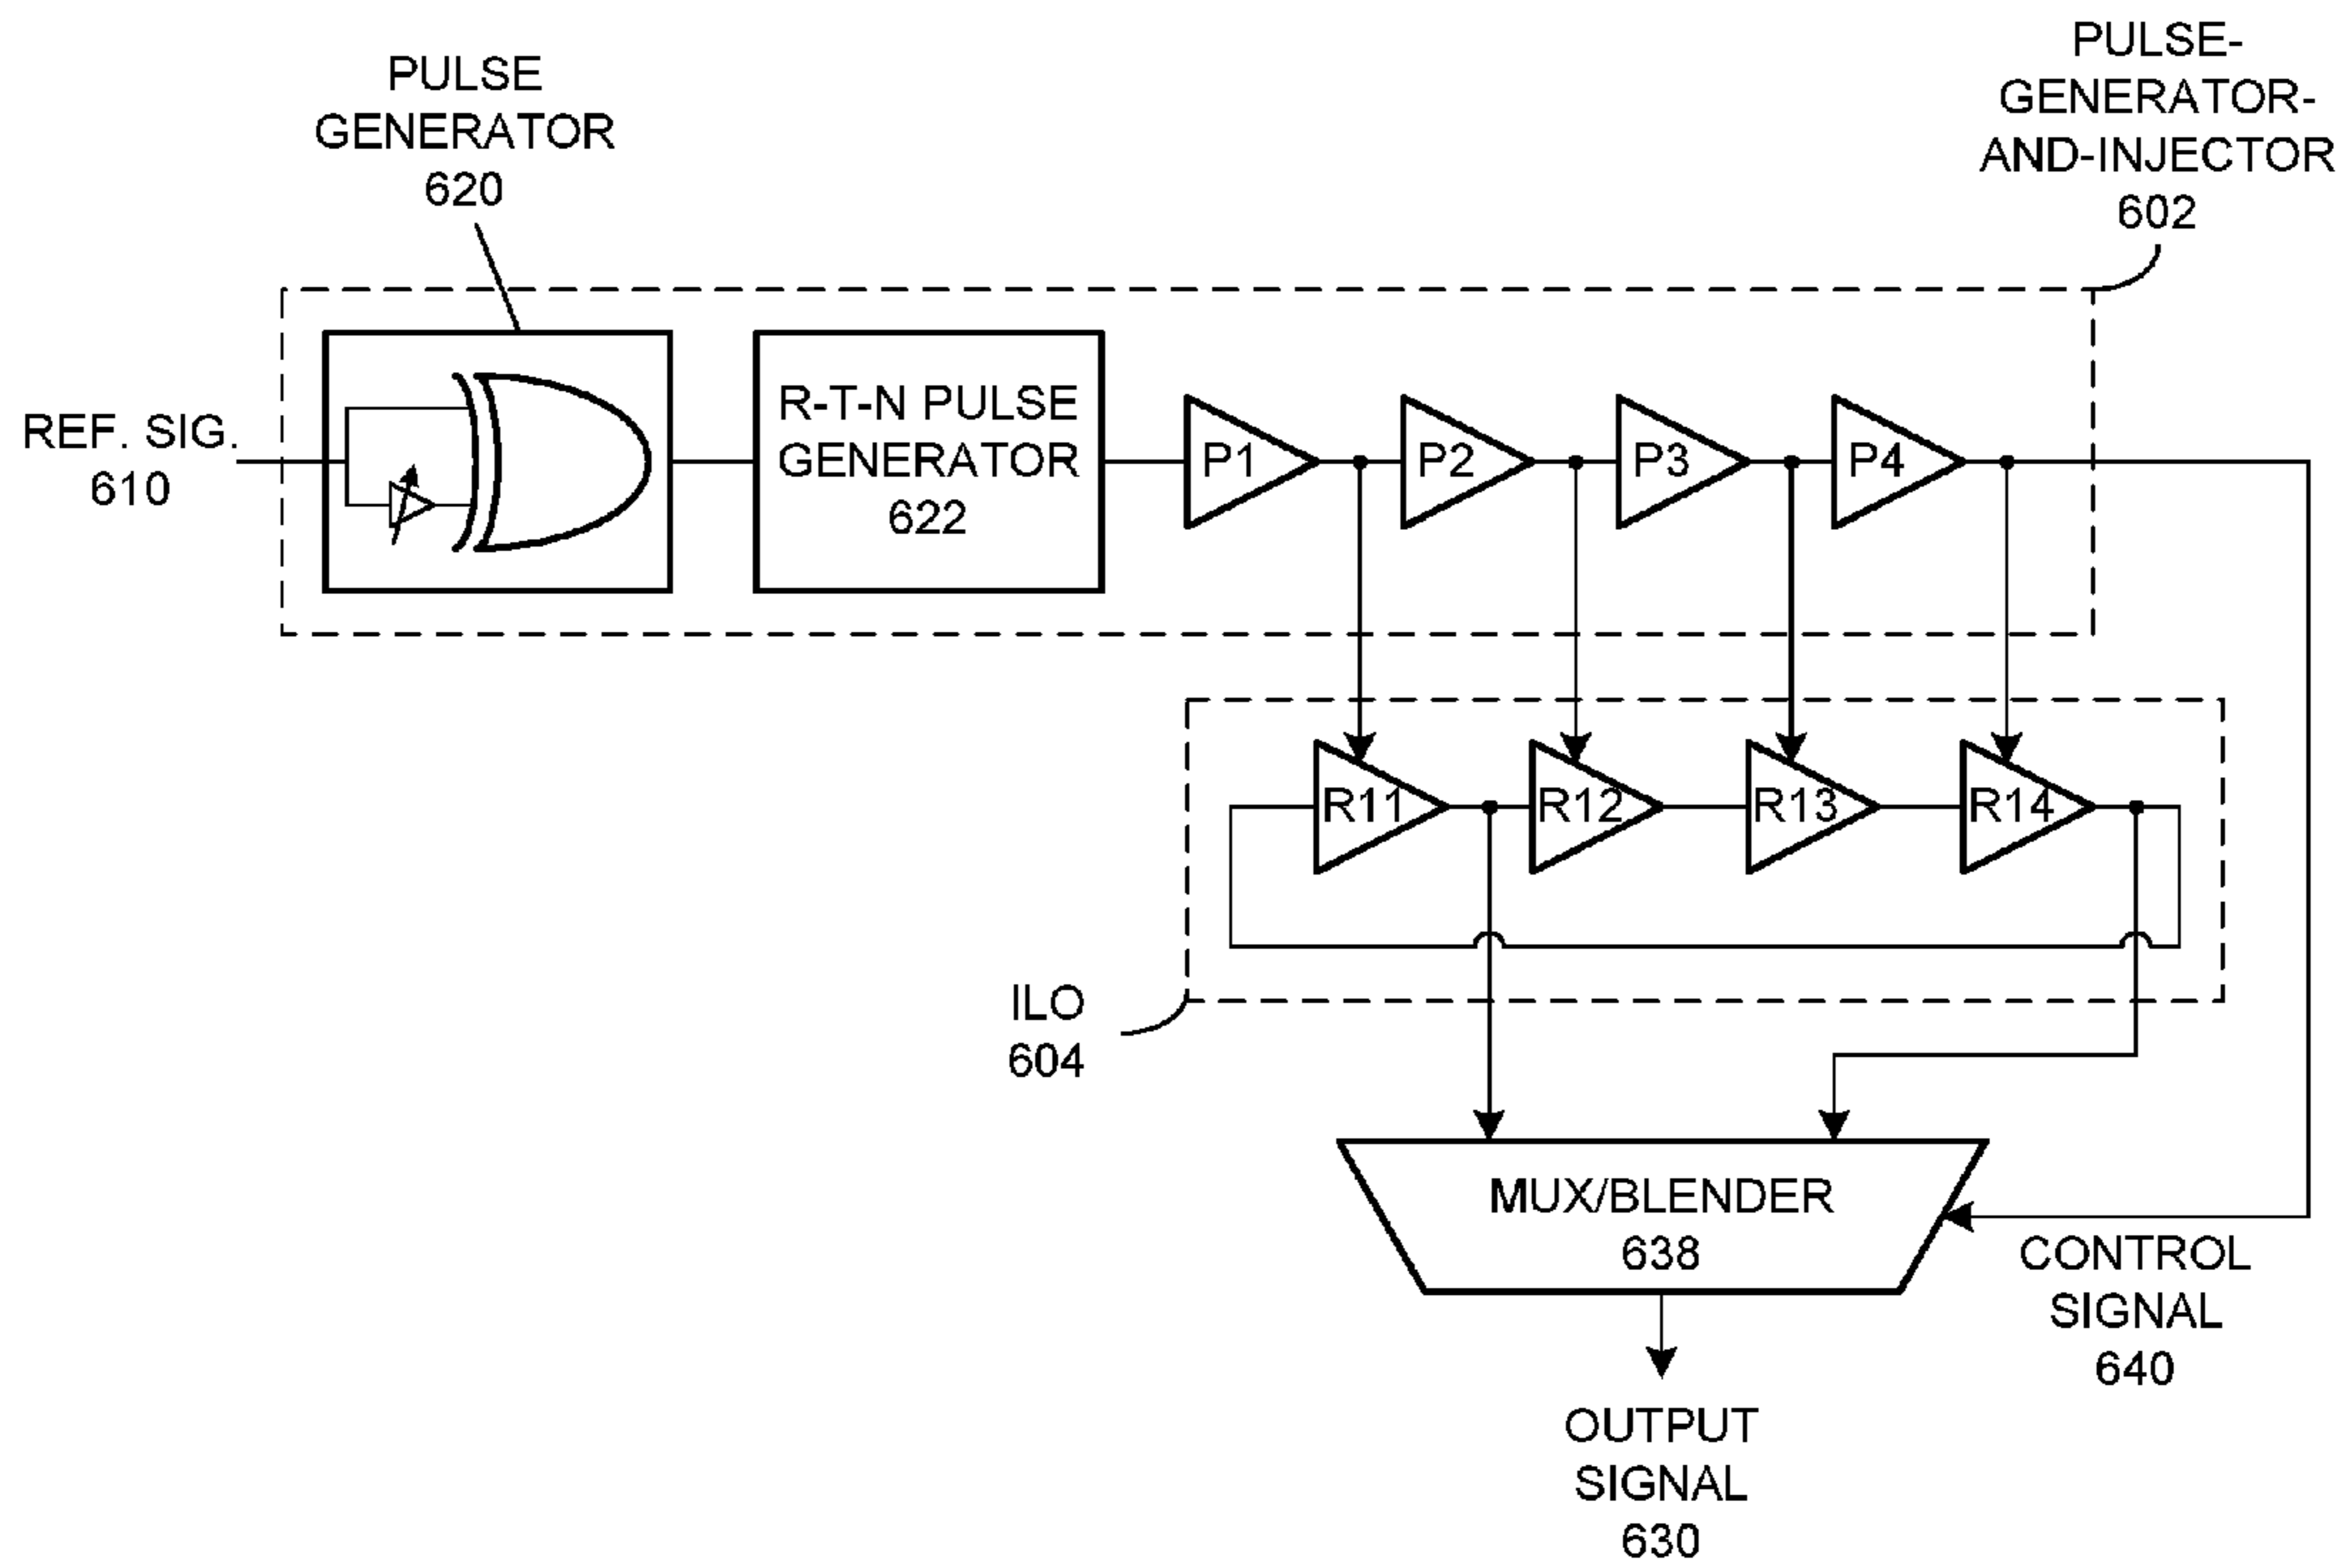 PULSE
GENERATOR
620
PULSE-
GENERATOR-
AND-INJECTOR
602
REF. SIG.
610
R-T-N PULSE
GENERATOR
622
P1
P2
P3
P4
R11
R12
R13
R14
ILO
604
MUX/BLENDER
638
CONTROL
SIGNAL
640
OUTPUT
SIGNAL
630